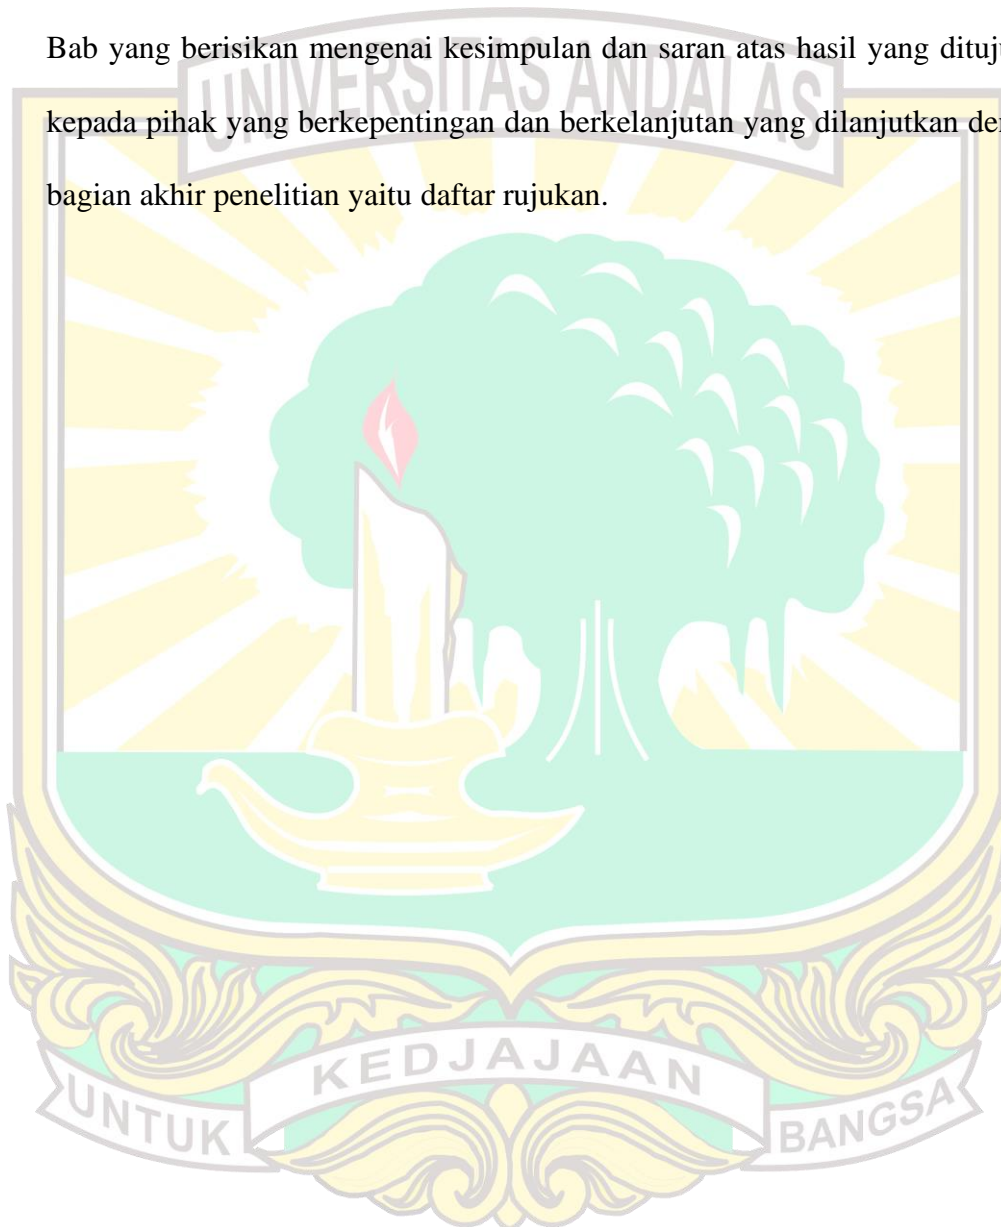 Bab yang berisikan mengenai kesimpulan dan saran atas hasil yang
kepada pihak yang berkepentingan dan berkelanjutan yang dilanjutkan
bagian akhir penelitian yaitu daftar rujukan.
UNIVERSITAS ANDALAS
UNTUK KEDJAJAAN BANGSA